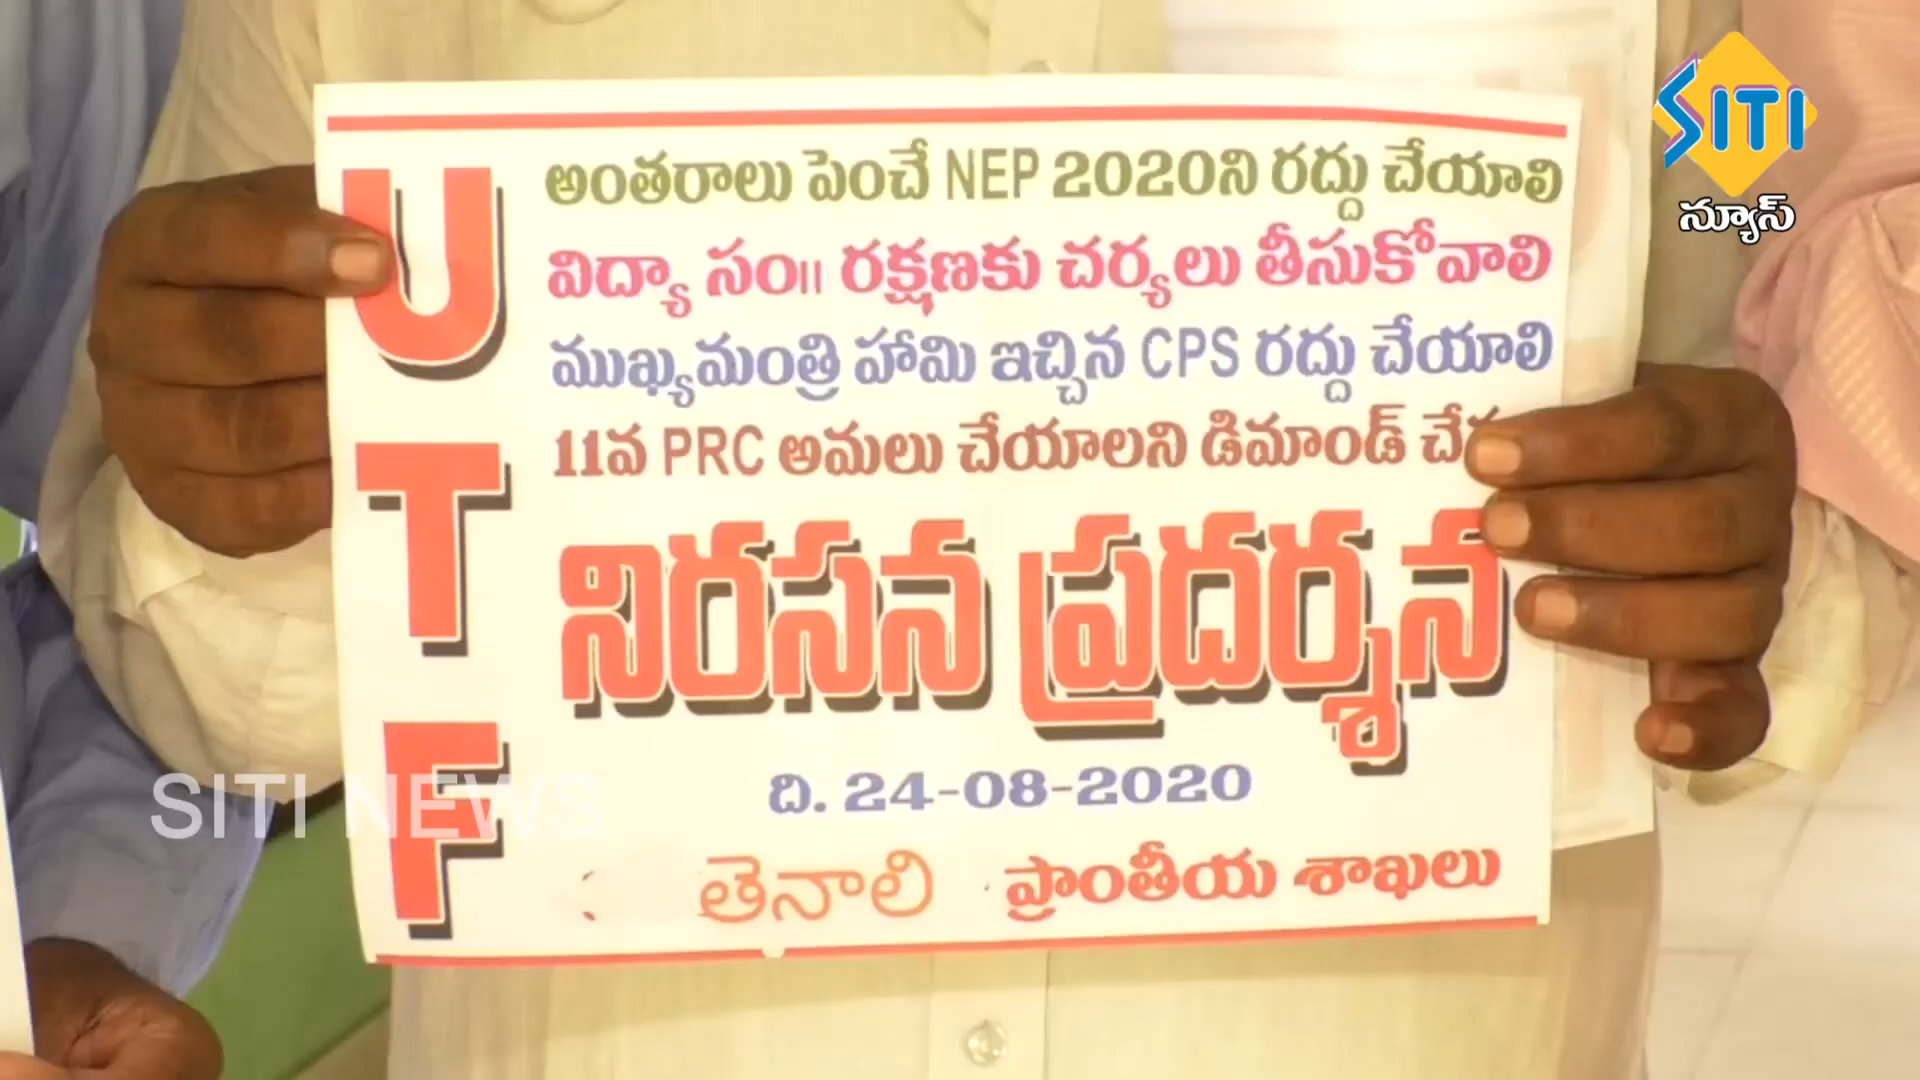 SITI
న్యూస్
UTF
అంతరాలు పెంచే NEP 2020ని రద్దు చేయాలి
విద్యా సం॥ రక్షణకు చర్యలు తీసుకోవాలి
ముఖ్యమంత్రి హామి ఇచ్చిన CPS రద్దు చేయాలి
11వ PRC అమలు చేయాలని డిమాండ్
నిరసన ప్రదర్శన
ది. 24-08-2020
తెనాలి ప్రాంతీయ శాఖలు
SITI NEWS